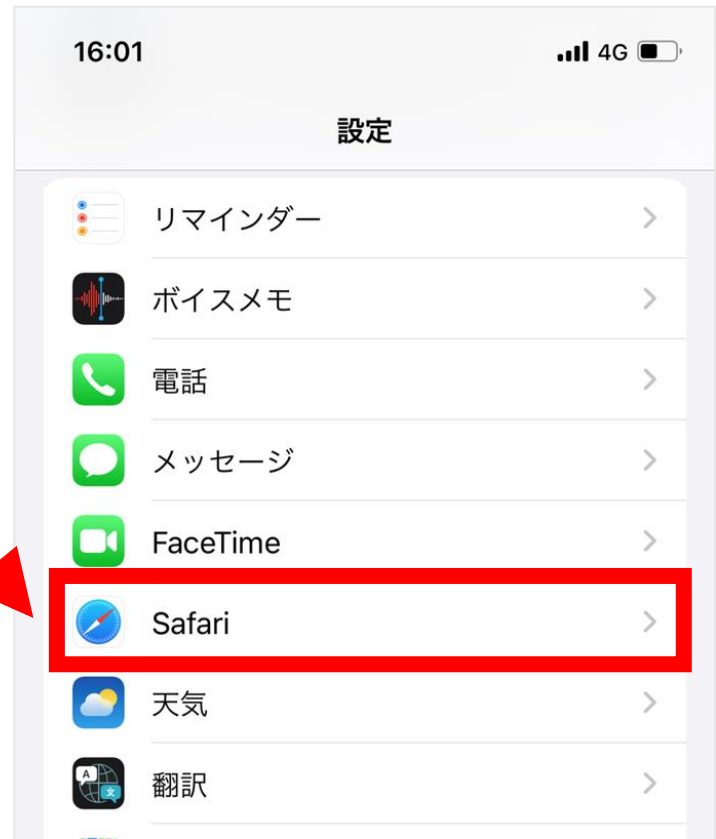 16:01 4G
設定
リマインダー
ボイスメモ
電話
メッセージ
FaceTime
Safari
天気
A
文
翻訳